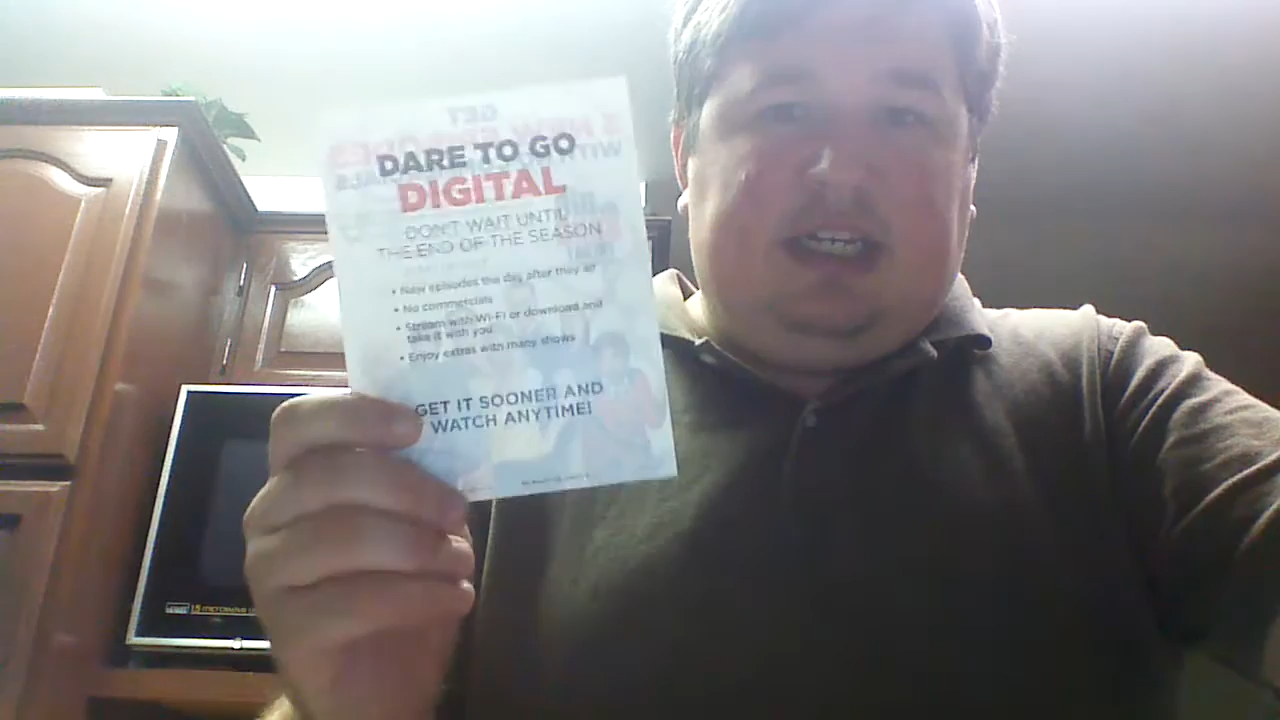 DARE TO GO
DIGITAL
DON'T WAIT UNTIL
THE END OF THE SEASON
• New episodes the day after they air
• No commercials
• Stream with Wi-Fi or download and
take it with you
• Enjoy extras with many shows
GET IT SOONER AND
WATCH ANYTIME!
GET
WITH